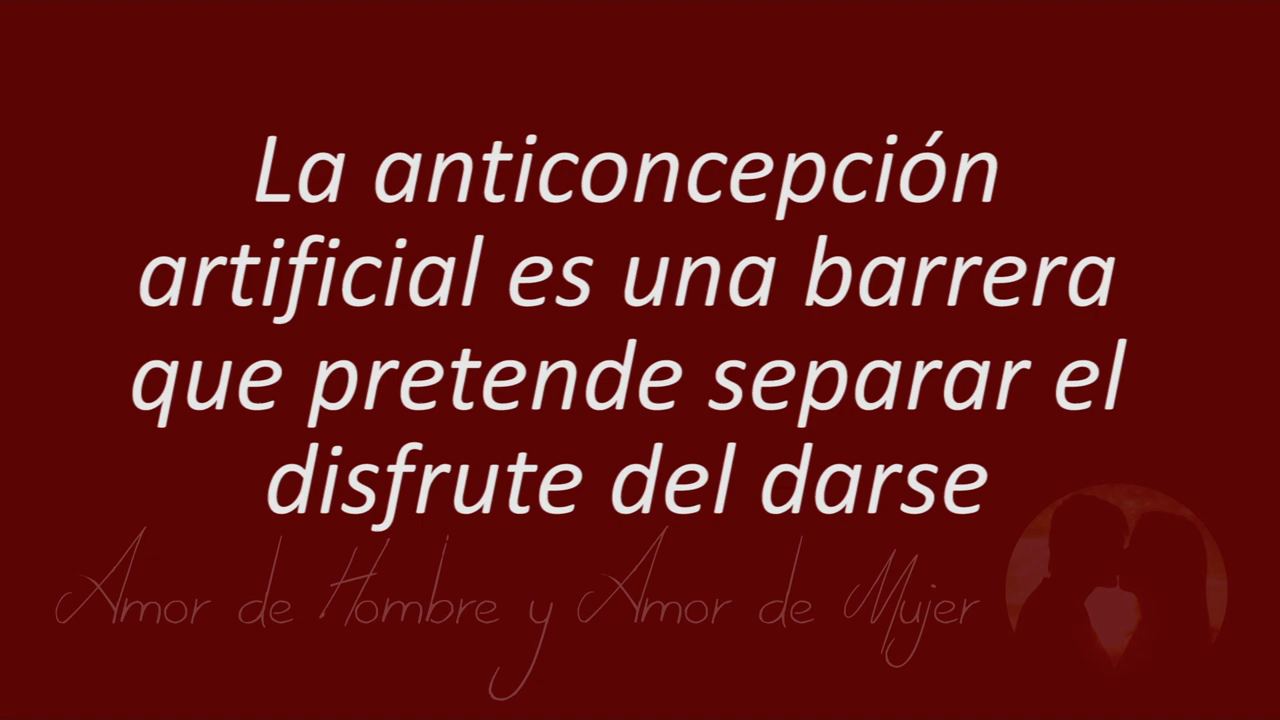 La anticoncepción
artificial es una barrera
que pretende separar el
disfrute del darse
Amor de Hombre y Amor de Mujer